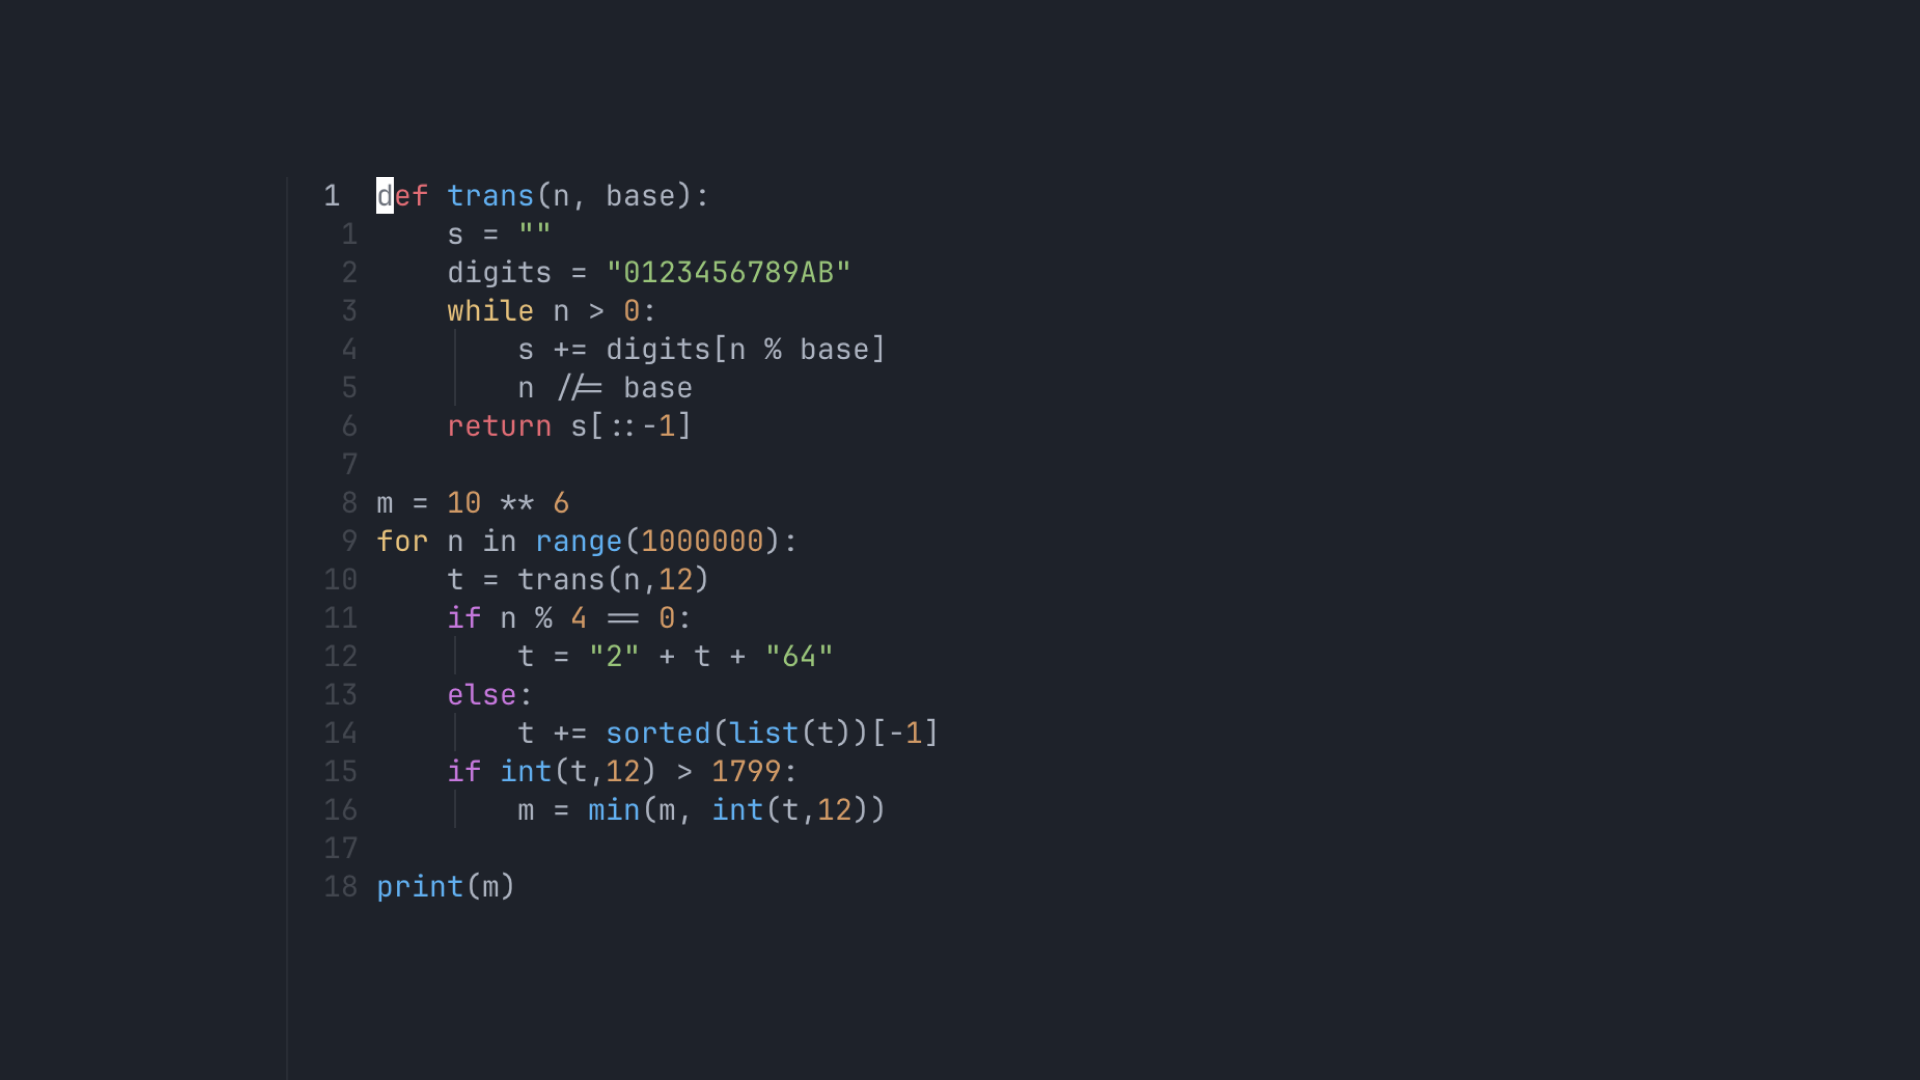 1 def trans(n, base):
1 s = ""
2 digits = "0123456789AB"
3 while n > 0:
4 s += digits[n % base]
5 n //= base
6 return s[::-1]
7
8 m = 10 ** 6
9 for n in range(1000000):
10 t = trans(n,12)
11 if n % 4 == 0:
12 t = "2" + t + "64"
13 else:
14 t += sorted(list(t))[-1]
15 if int(t,12) > 1799:
16 m = min(m, int(t,12))
17
18 print(m)